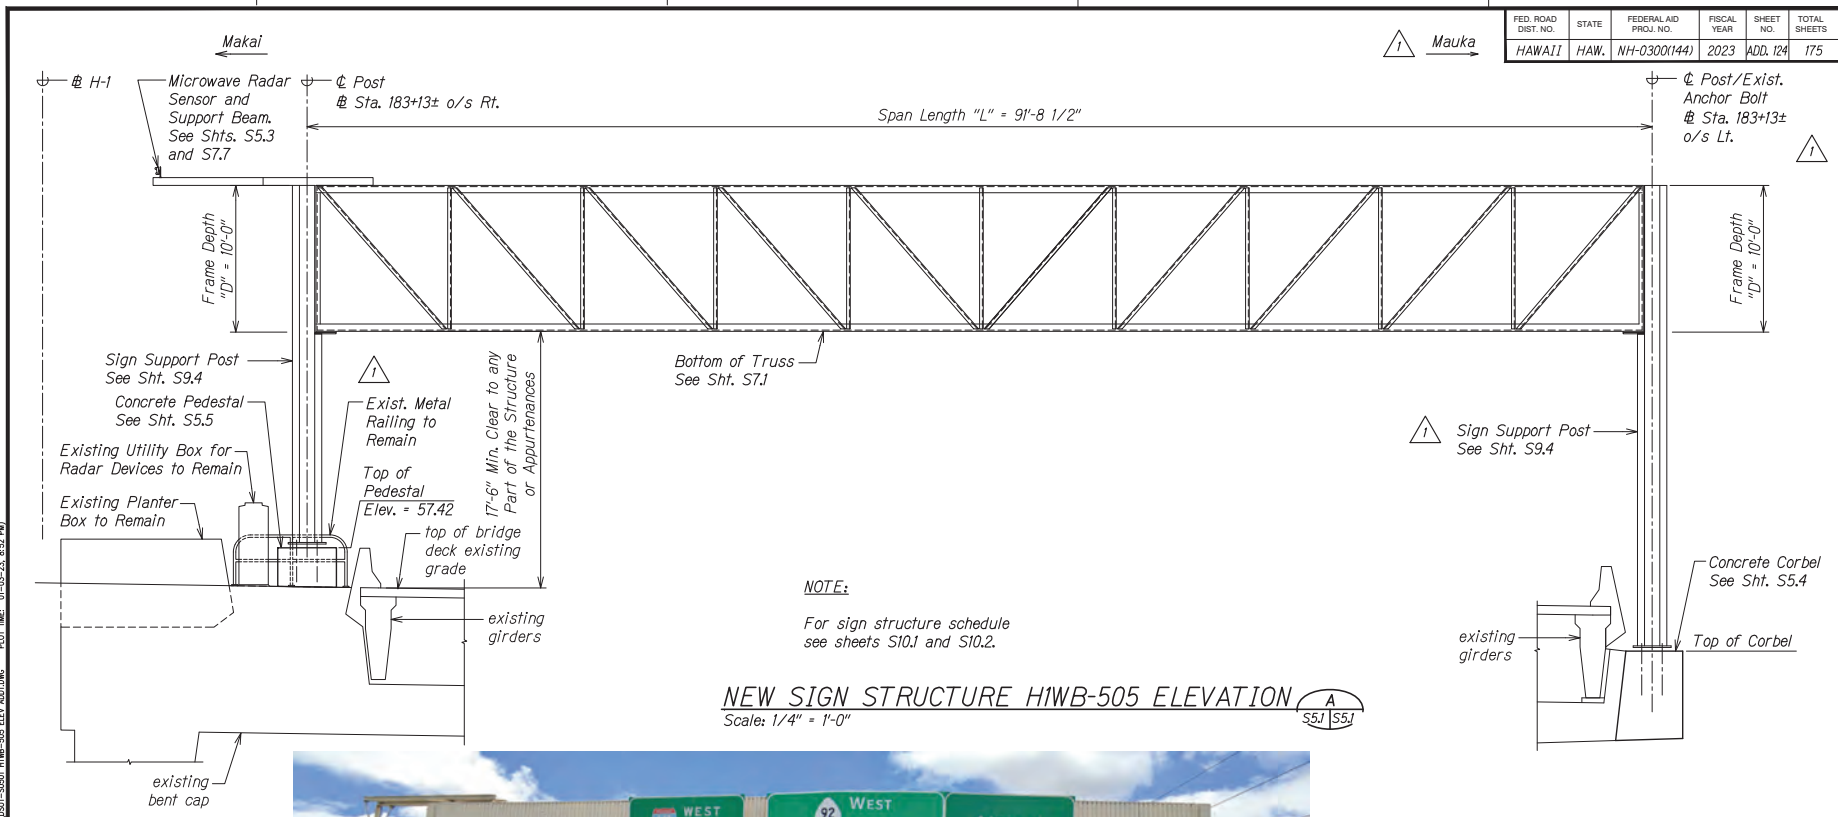 FED. ROAD DIST. NO.
STATE
FEDERAL AID PROJ. NO.
FISCAL YEAR
SHEET NO.
TOTAL SHEETS
HAWAII
HAW.
NH-0300(144)
2023
ADD. 124
175
Makai
1
Mauka
℄ H-1
Microwave Radar
Sensor and
Support Beam.
See Shts. S5.3
and S7.7
℄ Post
℄ Sta. 183+13± o/s Rt.
Span Length "L" = 91'-8 1/2"
℄ Post/Exist.
Anchor Bolt
℄ Sta. 183+13±
o/s Lt.
1
Frame Depth
"D" = 10'-0"
Frame Depth
"D" = 10'-0"
Sign Support Post
See Sht. S9.4
1
Concrete Pedestal
See Sht. S5.5
Exist. Metal
Railing to
Remain
Existing Utility Box for
Radar Devices to Remain
Top of
Pedestal
Elev. = 57.42
Existing Planter
Box to Remain
17'-6" Min. Clear to any
Part of the Structure
or Appurtenances
Bottom of Truss
See Sht. S7.1
1
Sign Support Post
See Sht. S9.4
top of bridge
deck existing
grade
existing
girders
NOTE:
For sign structure schedule
see sheets S10.1 and S10.2.
existing
girders
Concrete Corbel
See Sht. S5.4
Top of Corbel
NEW SIGN STRUCTURE H1WB-505 ELEVATION
Scale: 1/4" = 1'-0"
A
S5.1 S5.1
existing
bent cap
WEST
92
WEST